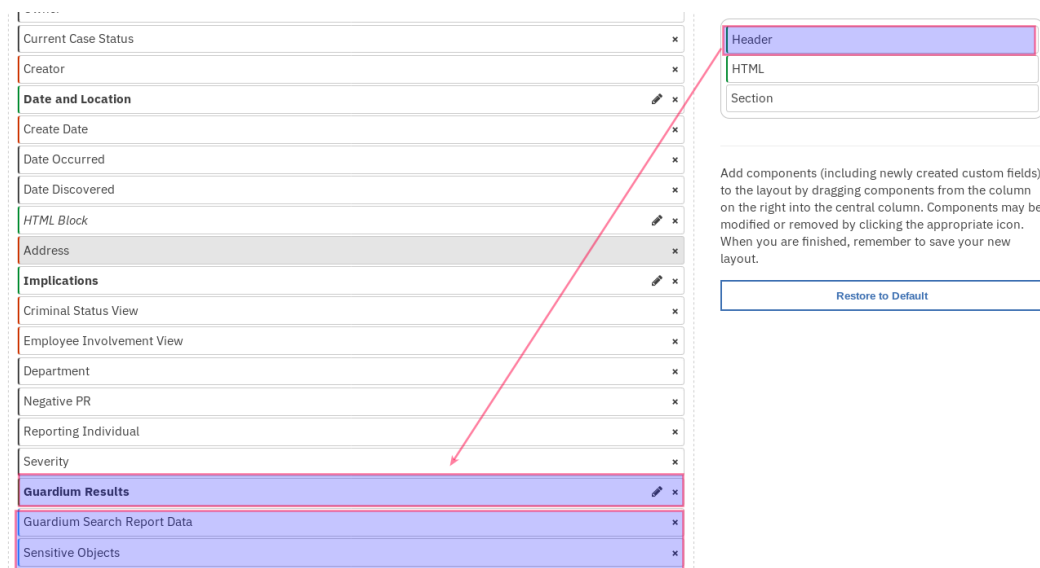 Current Case Status
Creator
Date and Location
Create Date
Date Occurred
Date Discovered
HTML Block
Address
Implications
Criminal Status View
Employee Involvement View
Department
Negative PR
Reporting Individual
Severity
Guardium Results
Guardium Search Report Data
Sensitive Objects
Header
HTML
Section
Add components (including newly created custom fields)
to the layout by dragging components from the column
on the right into the central column. Components may be
modified or removed by clicking the appropriate icon.
When you are finished, remember to save your new
layout.
Restore to Default